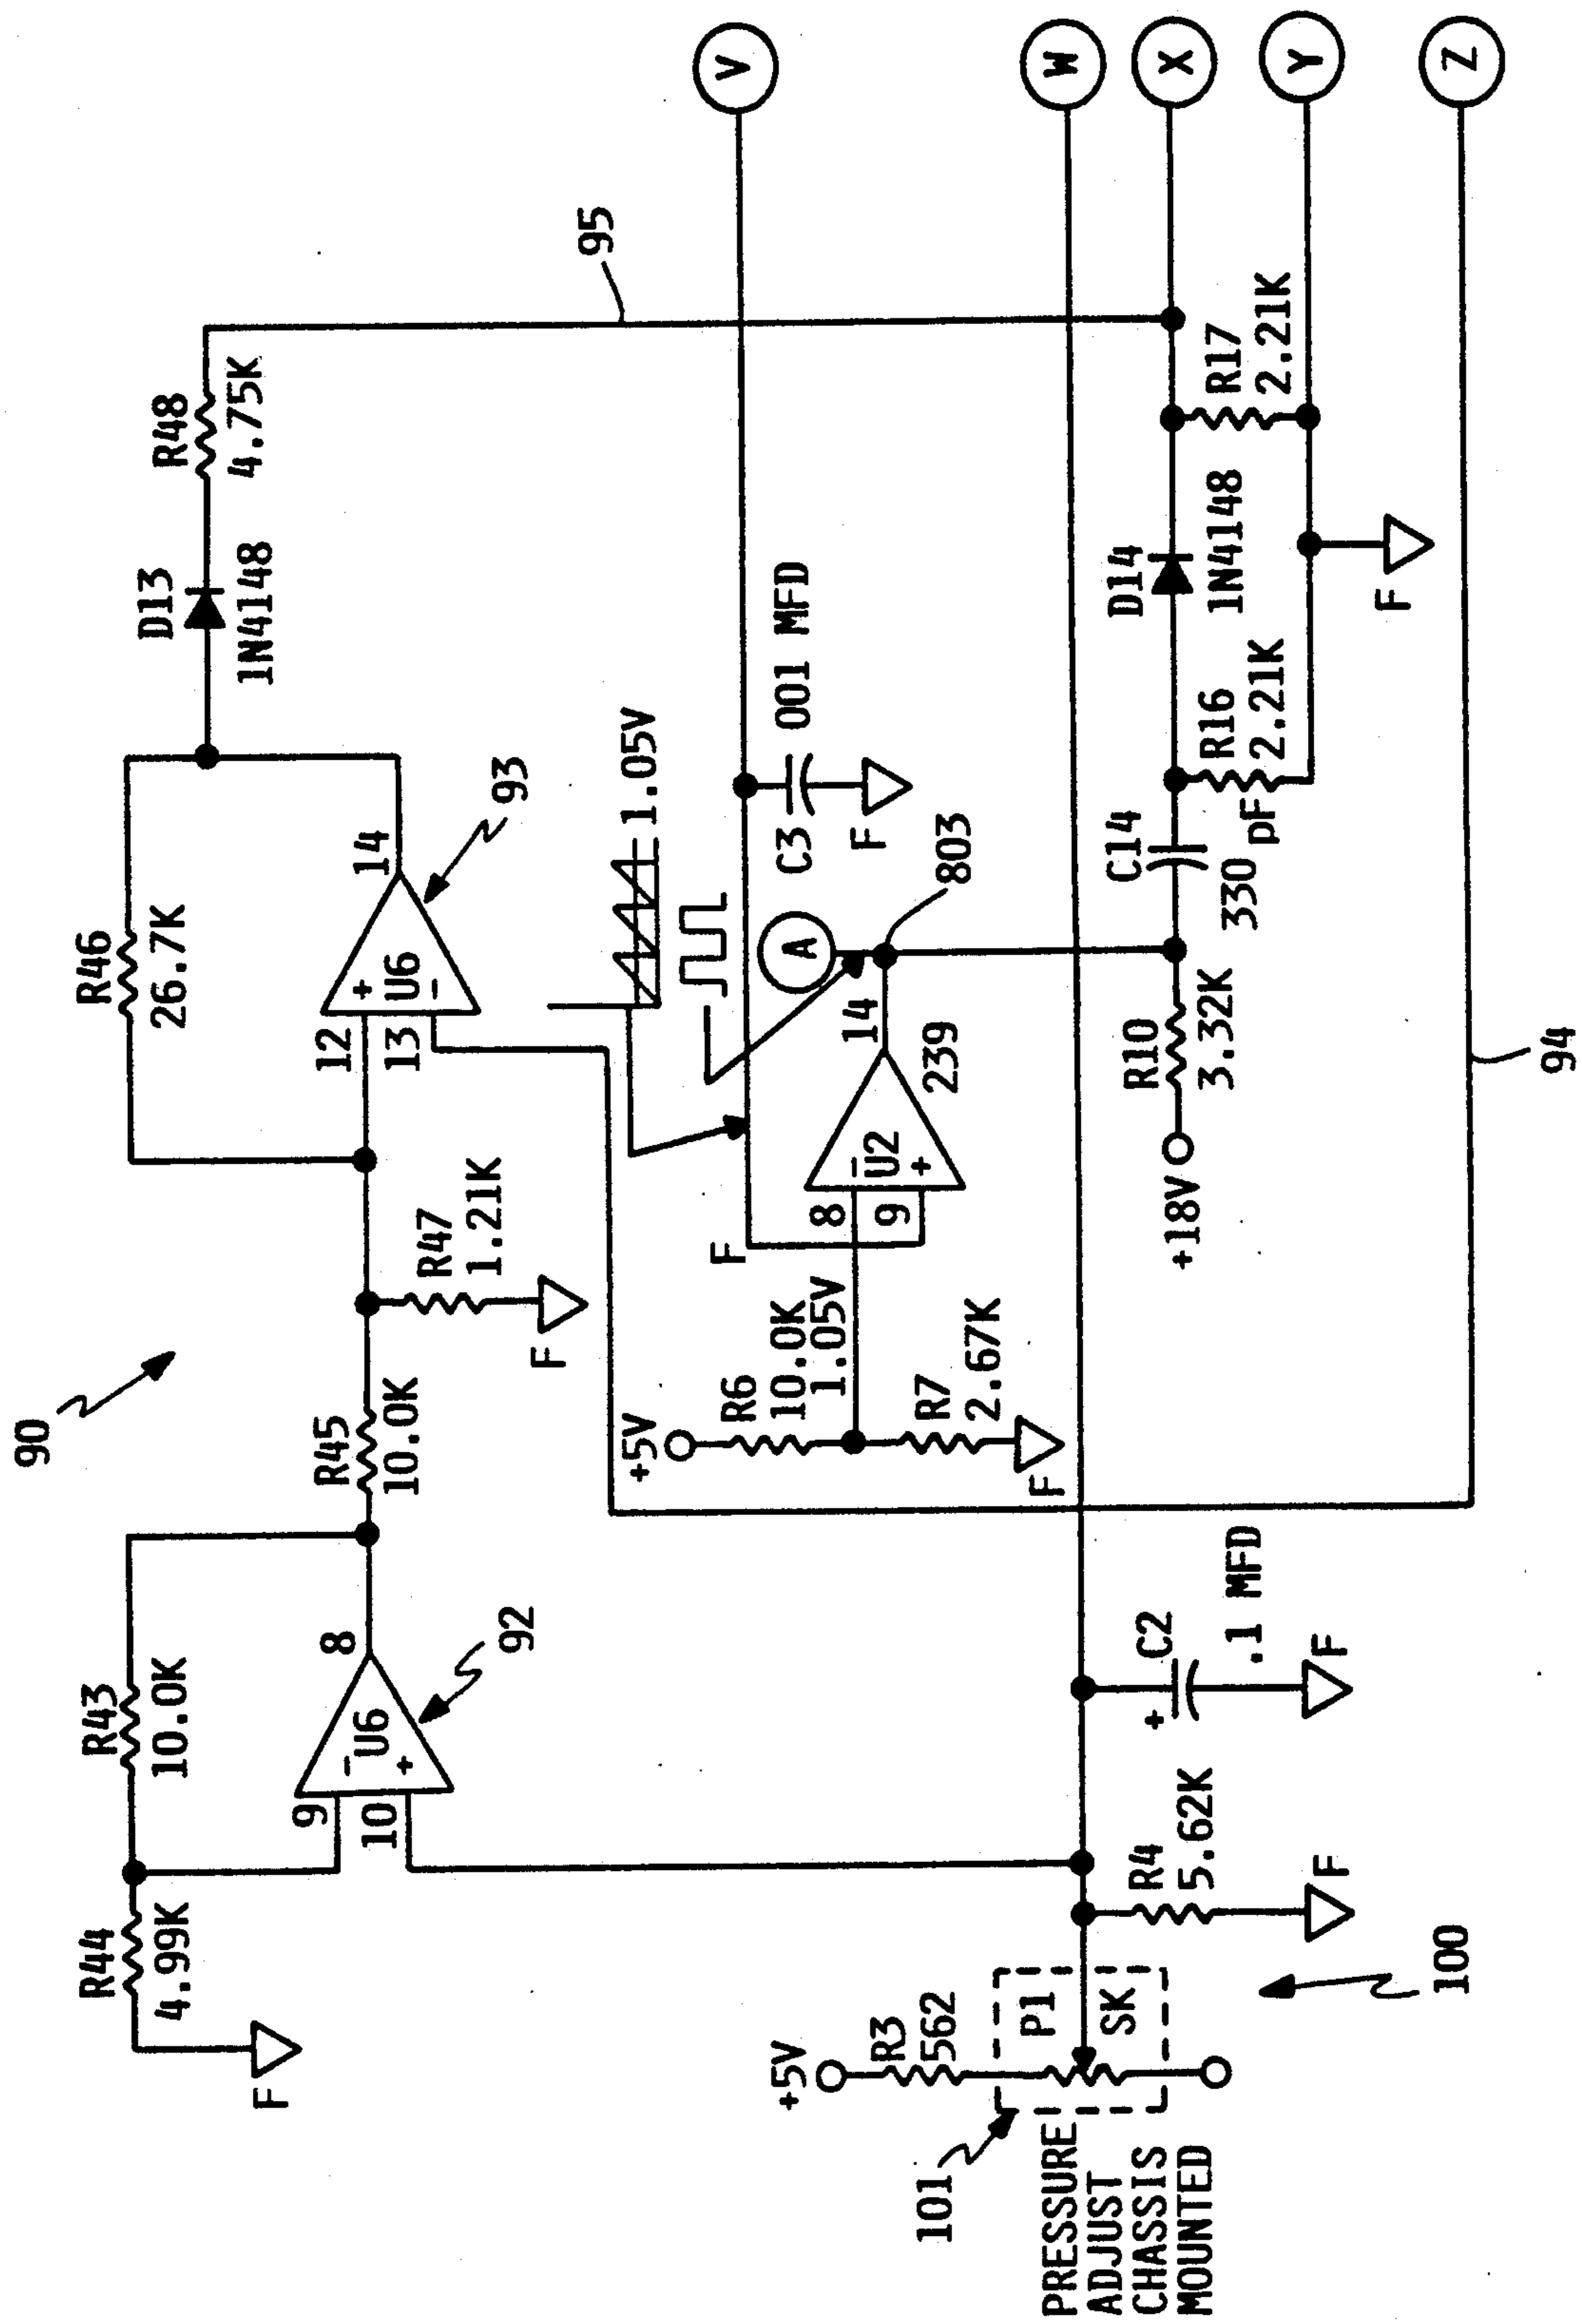 90
R44
4.99K
F
R43
10.0K
9
10
−
U6
+
8
92
R45
10.0K
R47
1.21K
F
R46
26.7K
12
13
+
U6
−
14
93
D13
1N4148
R48
4.75K
95
1.05V
V
F
C3
001 MFD
F
A
803
+5V
R6
10.0K
1.05V
R7
2.67K
F
8
9
−
U2
+
14
239
W
101
+5V
R3
562
P1
5K
PRESSURE
ADJUST
CHASSIS
MOUNTED
100
R4
5.62K
F
+
C2
.1 MFD
F
+18V
R10
3.32K
C14
330
pF
R16
2.21K
D14
1N4148
R17
2.21K
F
X
Y
Z
94